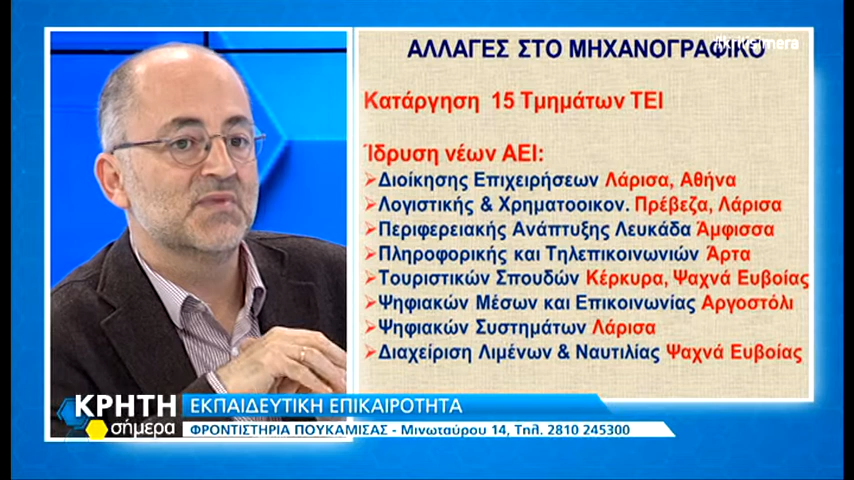 #kritisimera
ΑΛΛΑΓΕΣ ΣΤΟ ΜΗΧΑΝΟΓΡΑΦΙΚΟ
Κατάργηση 15 Τμημάτων ΤΕΙ
Ίδρυση νέων ΑΕΙ:
➢Διοίκησης Επιχειρήσεων Λάρισα, Αθήνα
➢Λογιστικής & Χρηματοοικον. Πρέβεζα, Λάρισα
➢Περιφερειακής Ανάπτυξης Λευκάδα Άμφισσα
➢Πληροφορικής και Τηλεπικοινωνιών Άρτα
➢Τουριστικών Σπουδών Κέρκυρα, Ψαχνά Ευβοίας
➢Ψηφιακών Μέσων και Επικοινωνίας Αργοστόλι
➢Ψηφιακών Συστημάτων Λάρισα
➢Διαχείριση Λιμένων & Ναυτιλίας Ψαχνά Ευβοίας
ΚΡΗΤΗ
σήμερα
ΕΚΠΑΙΔΕΥΤΙΚΗ ΕΠΙΚΑΙΡΟΤΗΤΑ
ΦΡΟΝΤΙΣΤΗΡΙΑ ΠΟΥΚΑΜΙΣΑΣ - Μινωταύρου 14, Τηλ. 2810 245300